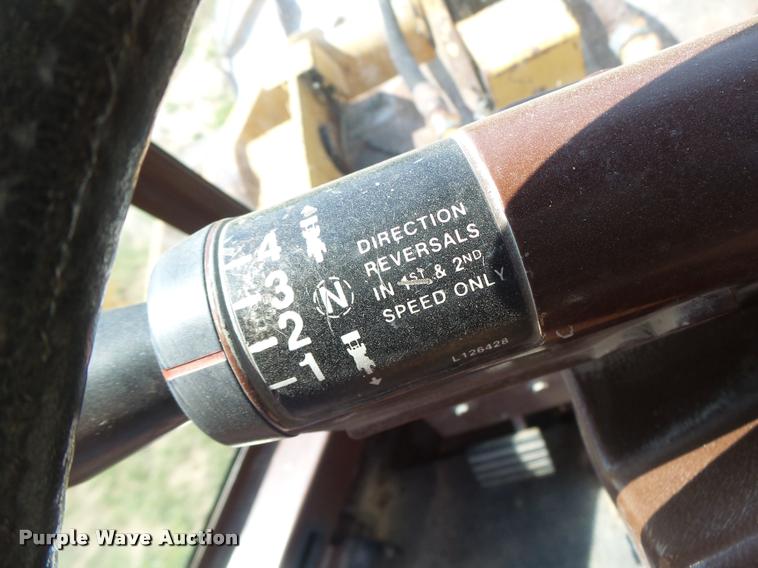 4
3
2
1
N
DIRECTION
REVERSALS
IN 1ST & 2ND
SPEED ONLY
L126428
Purple Wave Auction